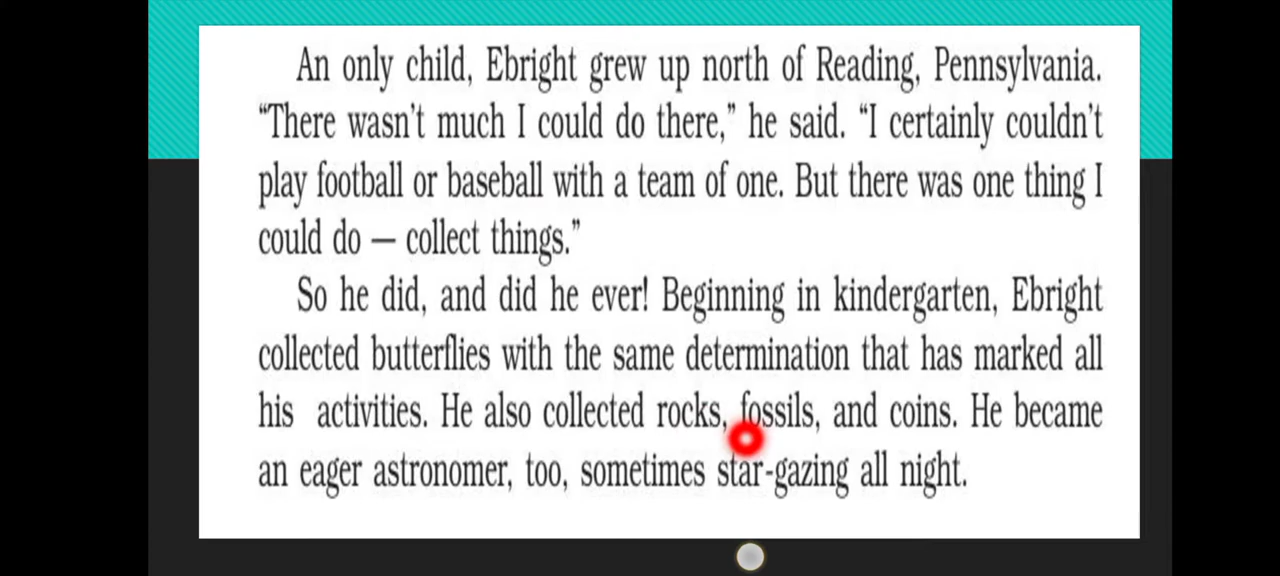 An only child, Ebright grew up north of Reading, Pennsylvania.
“There wasn’t much I could do there,” he said. “I certainly couldn’t
play football or baseball with a team of one. But there was one thing I
could do — collect things.”
So he did, and did he ever! Beginning in kindergarten, Ebright
collected butterflies with the same determination that has marked all
his activities. He also collected rocks, fossils, and coins. He became
an eager astronomer, too, sometimes star-gazing all night.